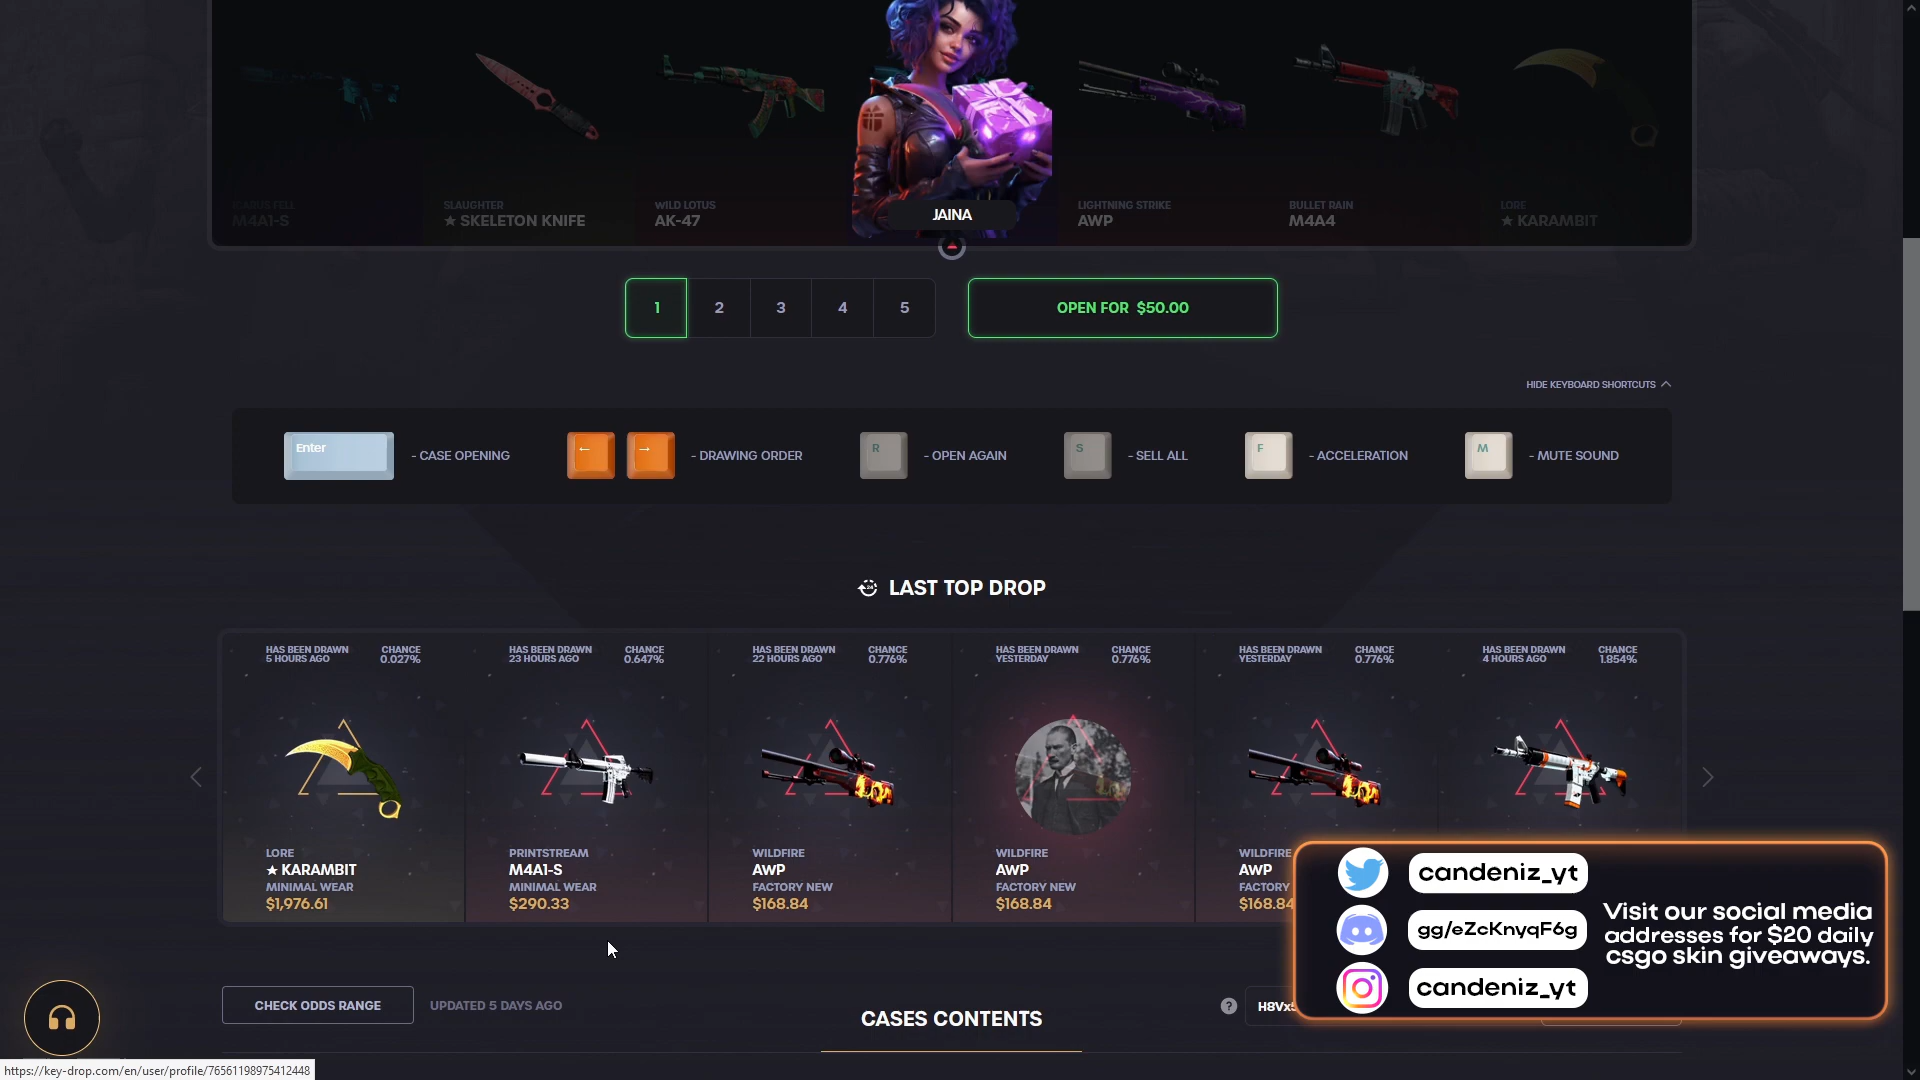 ICARUS FELL
M4A1-S
SLAUGHTER
★ SKELETON KNIFE
WILD LOTUS
AK-47
JAINA
LIGHTNING STRIKE
AWP
BULLET RAIN
M4A4
LORE
★ KARAMBIT
1 2 3 4 5
OPEN FOR $50.00
HIDE KEYBOARD SHORTCUTS
Enter - CASE OPENING
← → - DRAWING ORDER
R - OPEN AGAIN
S - SELL ALL
F - ACCELERATION
M - MUTE SOUND
LAST TOP DROP
HAS BEEN DRAWN
5 HOURS AGO
CHANCE
0.027%
LORE
★ KARAMBIT
MINIMAL WEAR
$1,976.61
HAS BEEN DRAWN
23 HOURS AGO
CHANCE
0.647%
PRINTSTREAM
M4A1-S
MINIMAL WEAR
$290.33
HAS BEEN DRAWN
22 HOURS AGO
CHANCE
0.776%
WILDFIRE
AWP
FACTORY NEW
$168.84
HAS BEEN DRAWN
YESTERDAY
CHANCE
0.776%
WILDFIRE
AWP
FACTORY NEW
$168.84
HAS BEEN DRAWN
YESTERDAY
CHANCE
0.776%
WILDFIRE
AWP
FACTORY
$168.84
HAS BEEN DRAWN
4 HOURS AGO
CHANCE
1.854%
candeniz_yt
gg/eZcKnyqF6g
candeniz_yt
Visit our social media
addresses for $20 daily
csgo skin giveaways.
CHECK ODDS RANGE
UPDATED 5 DAYS AGO
CASES CONTENTS
?
https://key-drop.com/en/user/profile/76561198975412448